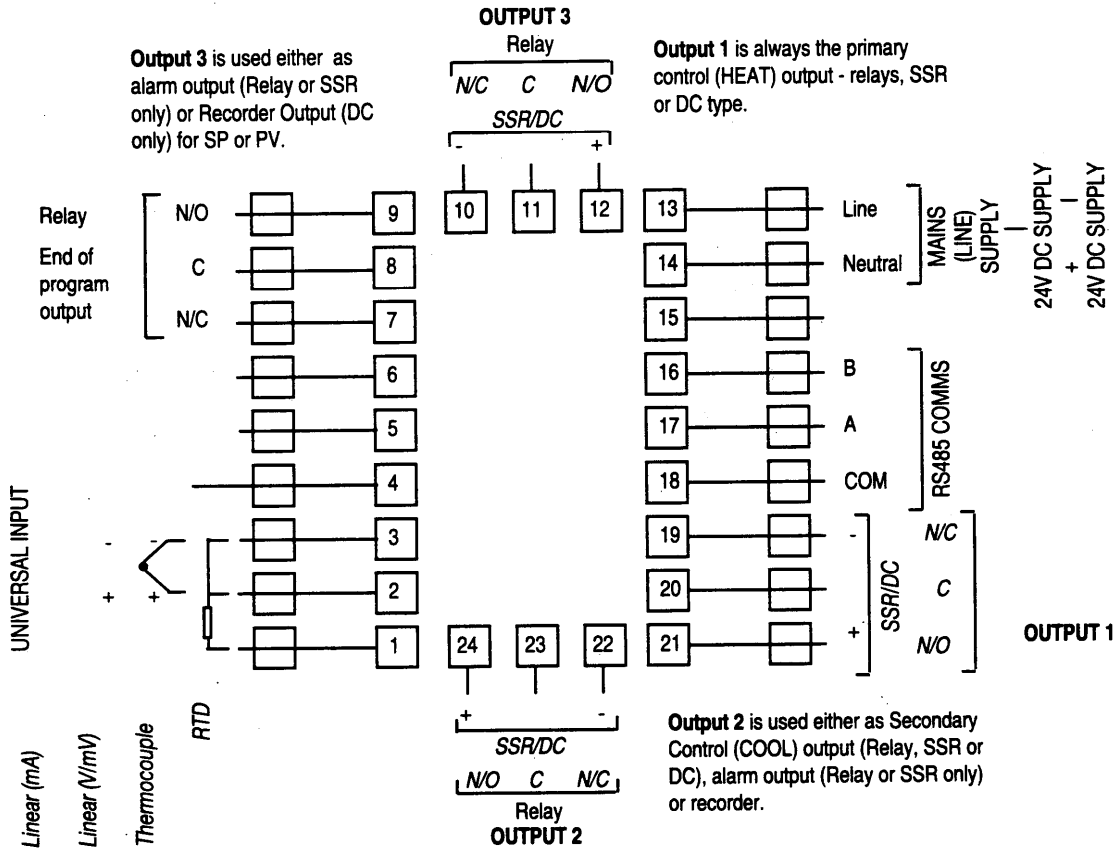 OUTPUT 3
Relay
N/C C N/O
SSR/DC
- +
Output 3 is used either as
alarm output (Relay or SSR
only) or Recorder Output (DC
only) for SP or PV.
Output 1 is always the primary
control (HEAT) output - relays, SSR
or DC type.
Relay
End of
program
output
N/O
C
N/C
9
8
7
6
5
4
3
2
1
10 11 12
13
14
15
16
17
18
19
20
21
Line
Neutral
MAINS
(LINE)
SUPPLY
24V DC SUPPLY —
24V DC SUPPLY + —
B
A
COM
RS485 COMMS
-
+
SSR/DC
N/C
C
N/O
OUTPUT 1
UNIVERSAL INPUT
- -
+ +
Linear (mA)
Linear (V/mV)
Thermocouple
RTD
24 23 22
+ -
SSR/DC
N/O C N/C
Relay
OUTPUT 2
Output 2 is used either as Secondary
Control (COOL) output (Relay, SSR or
DC), alarm output (Relay or SSR only)
or recorder.